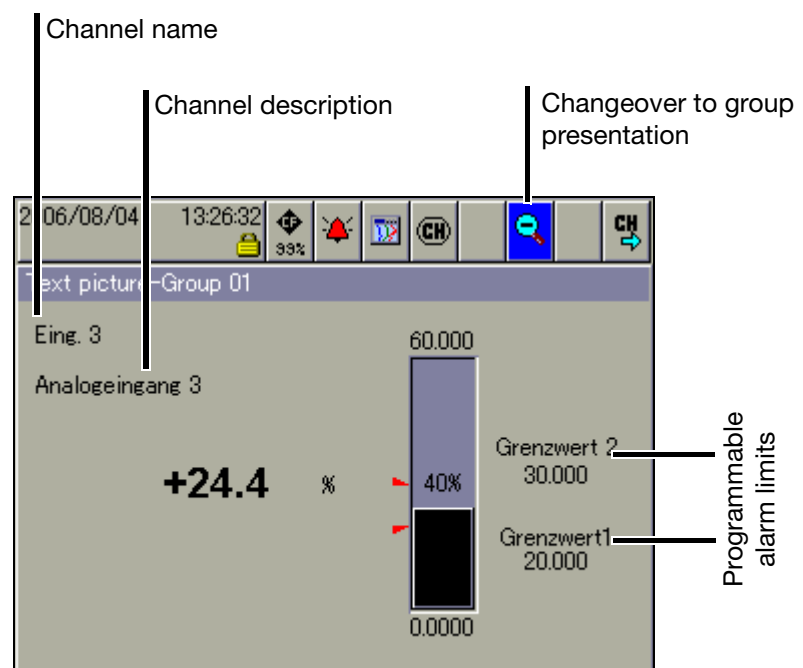 Channel name
Channel description
Changeover to group
presentation
2006/08/04 13:26:32
CF
99%
CH
CH
Text picture-Group 01
Eing. 3
Analogeingang 3
60.000
+24.4 %
40%
Grenzwert 2
30.000
Grenzwert1
20.000
0.0000
Programmable
alarm limits